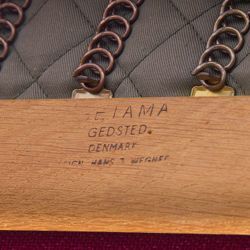 GETAMA
GEDSTED.
DENMARK
HANS J. WEGNER